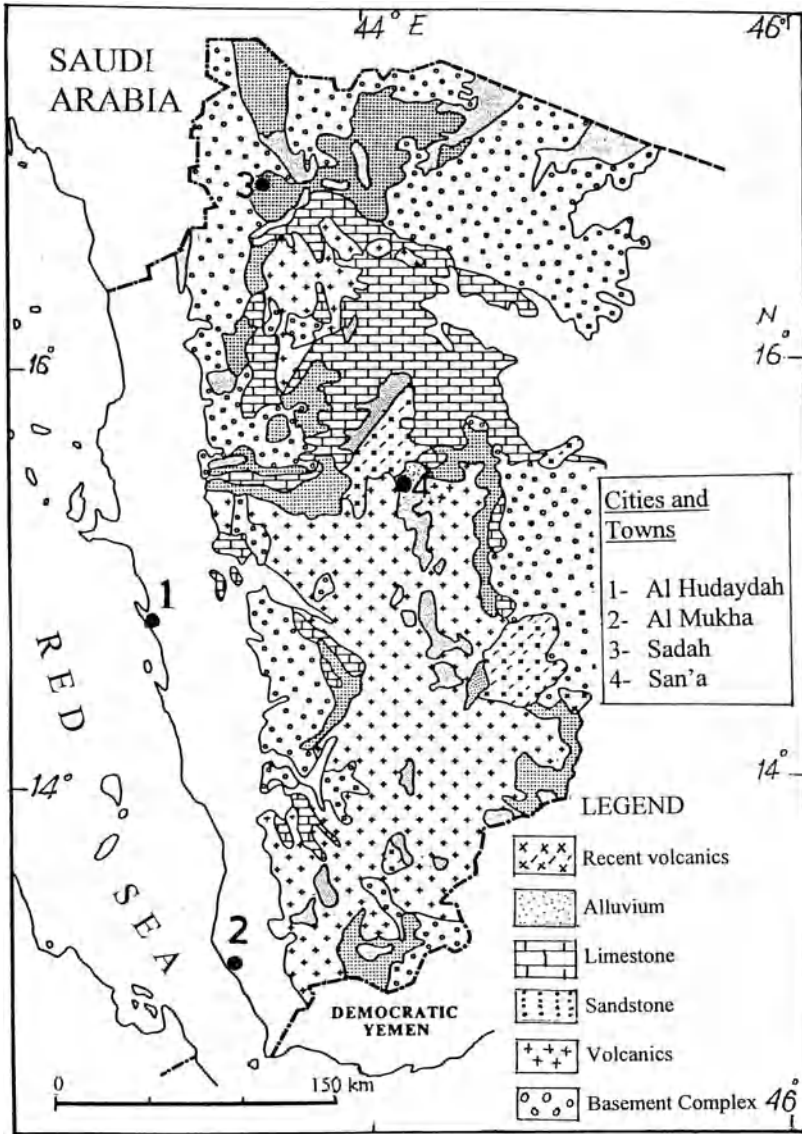 44° E
46°
SAUDI
ARABIA
3
N
16°
16°
4
Cities and
Towns
1- Al Hudaydah
2- Al Mukha
3- Sadah
4- San'a
1
RED SEA
14°
14°
LEGEND
Recent volcanics
Alluvium
Limestone
Sandstone
Volcanics
Basement Complex
2
DEMOCRATIC
YEMEN
0
150 km
46°